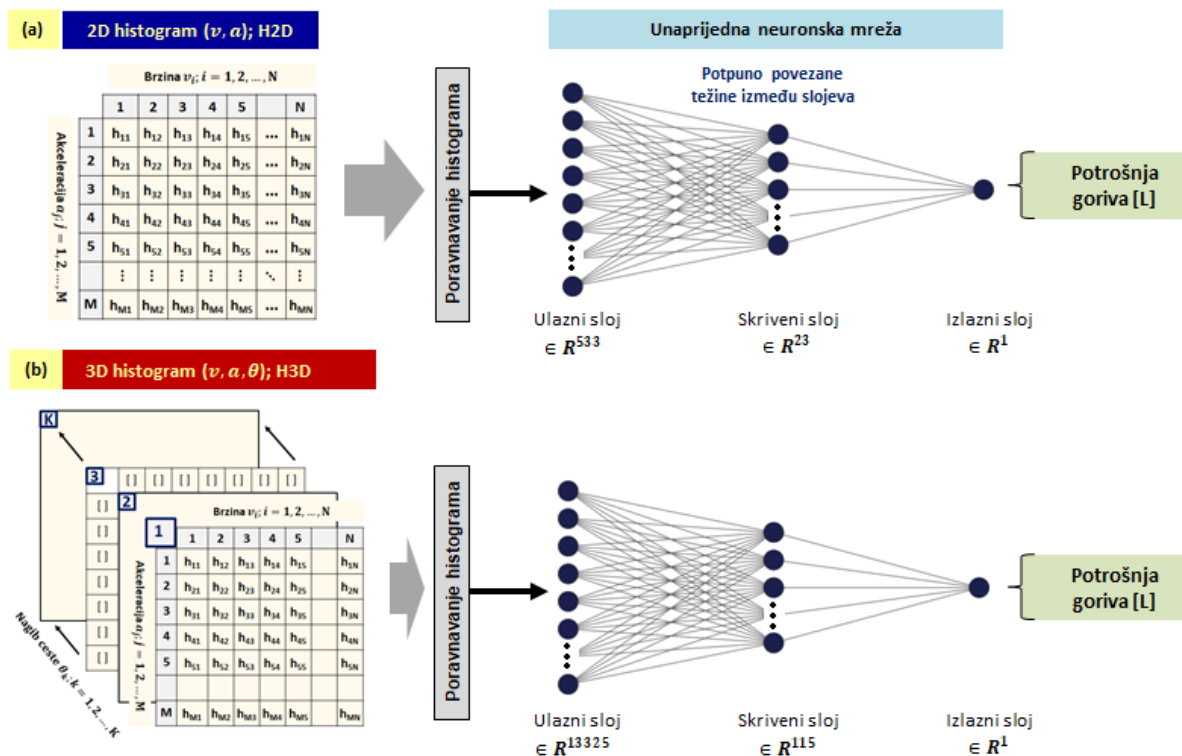 (a) 2D histogram (v, a); H2D
Unaprijedna neuronska mreža
Brzina vᵢ; i = 1, 2, ..., N
Akceleracija aⱼ; j = 1, 2, ..., M
1 2 3 4 5 N
1 h₁₁ h₁₂ h₁₃ h₁₄ h₁₅ ... h₁N
2 h₂₁ h₂₂ h₂₃ h₂₄ h₂₅ ... h₂N
3 h₃₁ h₃₂ h₃₃ h₃₄ h₃₅ ... h₃N
4 h₄₁ h₄₂ h₄₃ h₄₄ h₄₅ ... h₄N
5 h₅₁ h₅₂ h₅₃ h₅₄ h₅₅ ... h₅N
⋮ ⋮ ⋮ ⋮ ⋮ ⋱ ⋮
M hM1 hM2 hM3 hM4 hM5 ... hMN
Poravnavanje histograma
Potpuno povezane
težine između slojeva
Potrošnja
goriva [L]
Ulazni sloj
∈ R⁵³³
Skriveni sloj
∈ R²³
Izlazni sloj
∈ R¹
(b) 3D histogram (v, a, θ); H3D
K
3 [ ] [ ] [ ] [ ] [ ] [ ] [ ]
[ ]
[ ]
[ ]
[ ]
[ ]
[ ]
[ ]
2
1
Nagib ceste θₖ; k = 1, 2, ..., K
Brzina vᵢ; i = 1, 2, ..., N
Akceleracija aⱼ; j = 1, 2, ..., M
1 2 3 4 5 N
1 h₁₁ h₁₂ h₁₃ h₁₄ h₁₅ h₁N
2 h₂₁ h₂₂ h₂₃ h₂₄ h₂₅ h₂N
3 h₃₁ h₃₂ h₃₃ h₃₄ h₃₅ h₃N
4 h₄₁ h₄₂ h₄₃ h₄₄ h₄₅ h₄N
5 h₅₁ h₅₂ h₅₃ h₅₄ h₅₅ h₅N
M hM1 hM2 hM3 hM4 hM5 hMN
Poravnavanje histograma
Potrošnja
goriva [L]
Ulazni sloj
∈ R¹³³²⁵
Skriveni sloj
∈ R¹¹⁵
Izlazni sloj
∈ R¹